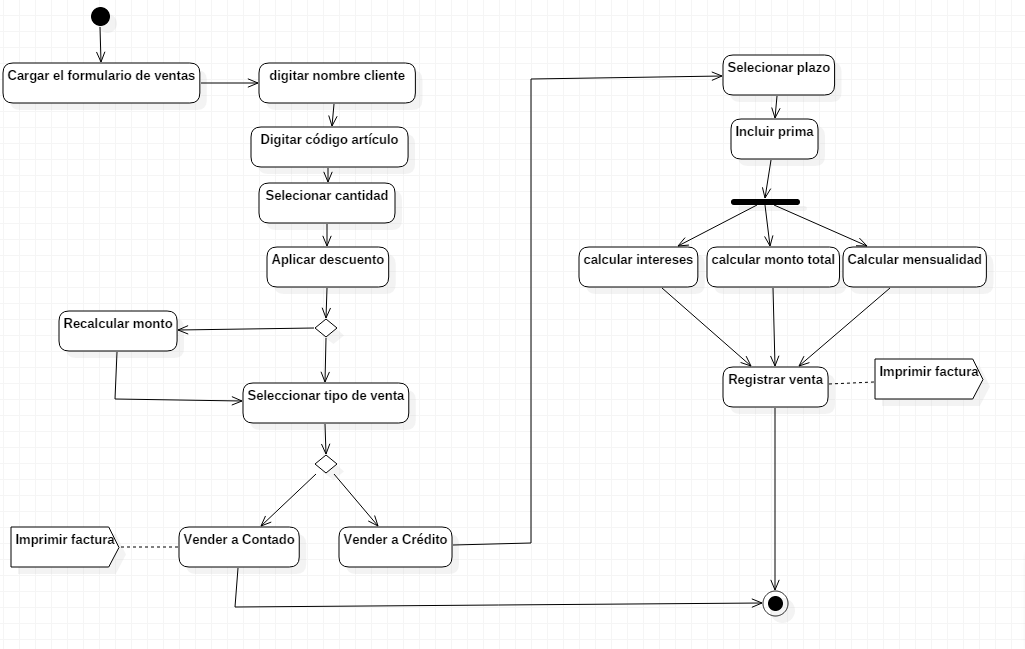 Cargar el formulario de ventas
digitar nombre cliente
Digitar código artículo
Selecionar cantidad
Aplicar descuento
Recalcular monto
Seleccionar tipo de venta
Imprimir factura
Vender a Contado
Vender a Crédito
Selecionar plazo
Incluir prima
calcular intereses
calcular monto total
Calcular mensualidad
Registrar venta
Imprimir factura